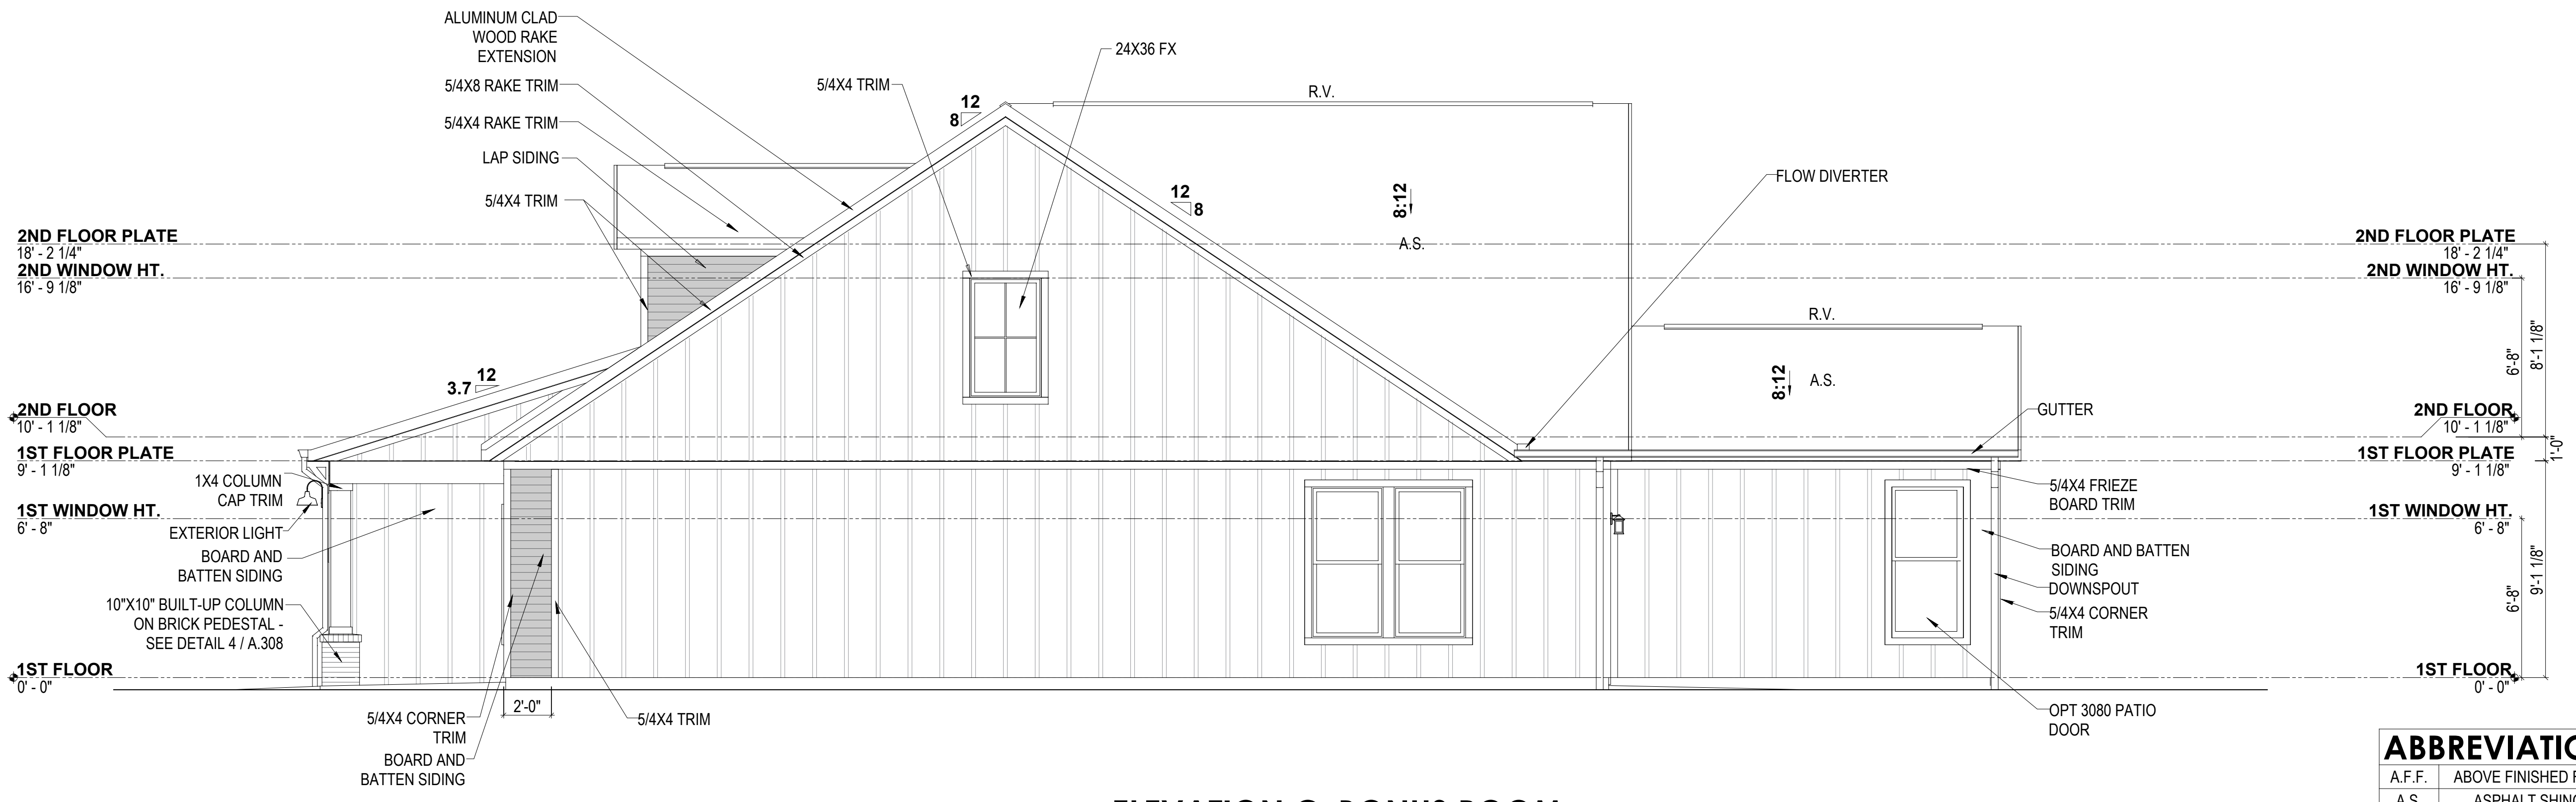 ALUMINUM CLAD
WOOD RAKE
EXTENSION
24X36 FX
5/4X8 RAKE TRIM
5/4X4 TRIM
R.V.
12
8
5/4X4 RAKE TRIM
LAP SIDING
FLOW DIVERTER
5/4X4 TRIM
12
8
8:12
A.S.
2ND FLOOR PLATE
18' - 2 1/4"
2ND WINDOW HT.
16' - 9 1/8"
2ND FLOOR PLATE
18' - 2 1/4"
2ND WINDOW HT.
16' - 9 1/8"
R.V.
8:12
A.S.
6'-8"
8'-1 1/8"
12
3.7
2ND FLOOR
10' - 1 1/8"
GUTTER
2ND FLOOR
10' - 1 1/8"
1'-0"
1ST FLOOR PLATE
9' - 1 1/8"
1ST FLOOR PLATE
9' - 1 1/8"
1X4 COLUMN
CAP TRIM
5/4X4 FRIEZE
BOARD TRIM
1ST WINDOW HT.
6' - 8"
1ST WINDOW HT.
6' - 8"
EXTERIOR LIGHT
BOARD AND
BATTEN SIDING
BOARD AND BATTEN
SIDING
DOWNSPOUT
6'-8"
9'-1 1/8"
10"X10" BUILT-UP COLUMN
ON BRICK PEDESTAL -
SEE DETAIL 4 / A.308
5/4X4 CORNER
TRIM
1ST FLOOR
0' - 0"
1ST FLOOR
0' - 0"
2'-0"
5/4X4 CORNER
TRIM
5/4X4 TRIM
BOARD AND
BATTEN SIDING
OPT 3080 PATIO
DOOR
ABBREVIATIO
A.F.F. ABOVE FINISHED F
A.S. ASPHALT SHING